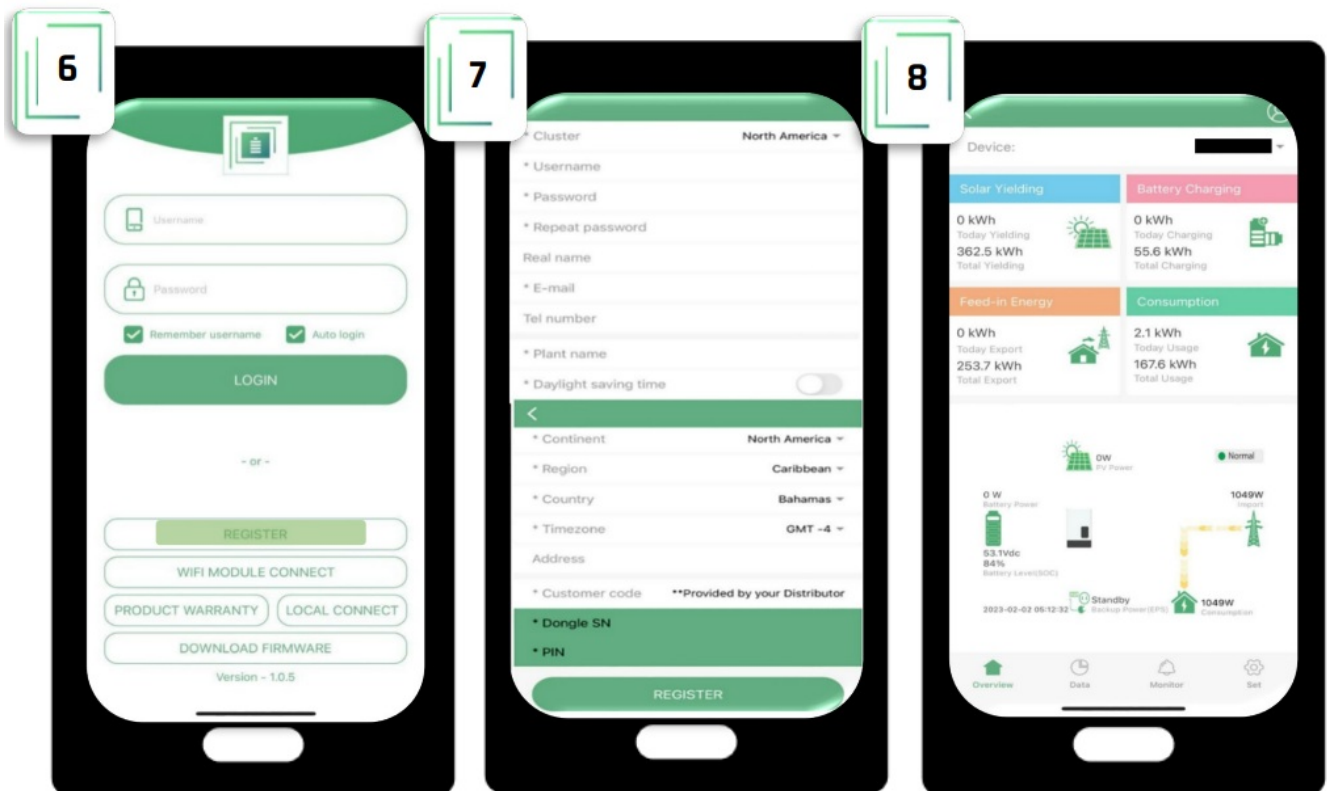 6
Username
Password
Remember username Auto login
LOGIN
- or -
REGISTER
WIFI MODULE CONNECT
PRODUCT WARRANTY LOCAL CONNECT
DOWNLOAD FIRMWARE
Version - 1.0.5
7
* Cluster North America
* Username
* Password
* Repeat password
Real name
* E-mail
Tel number
* Plant name
* Daylight saving time
* Continent North America
* Region Caribbean
* Country Bahamas
* Timezone GMT -4
Address
* Customer code **Provided by your Distributor
* Dongle SN
* PIN
REGISTER
8
Device:
Solar Yielding Battery Charging
0 kWh 0 kWh
Today Yielding Today Charging
362.5 kWh 55.6 kWh
Total Yielding Total Charging
Feed-in Energy Consumption
0 kWh 2.1 kWh
Today Export Today Usage
253.7 kWh 167.6 kWh
Total Export Total Usage
0W Normal
PV Power
0 W 1049W
Battery Power Import
53.1Vdc
84%
Battery Level(SOC)
Standby 1049W
2023-02-02 05:12:32 Backup Power(EPS) Consumption
Overview Data Monitor Set